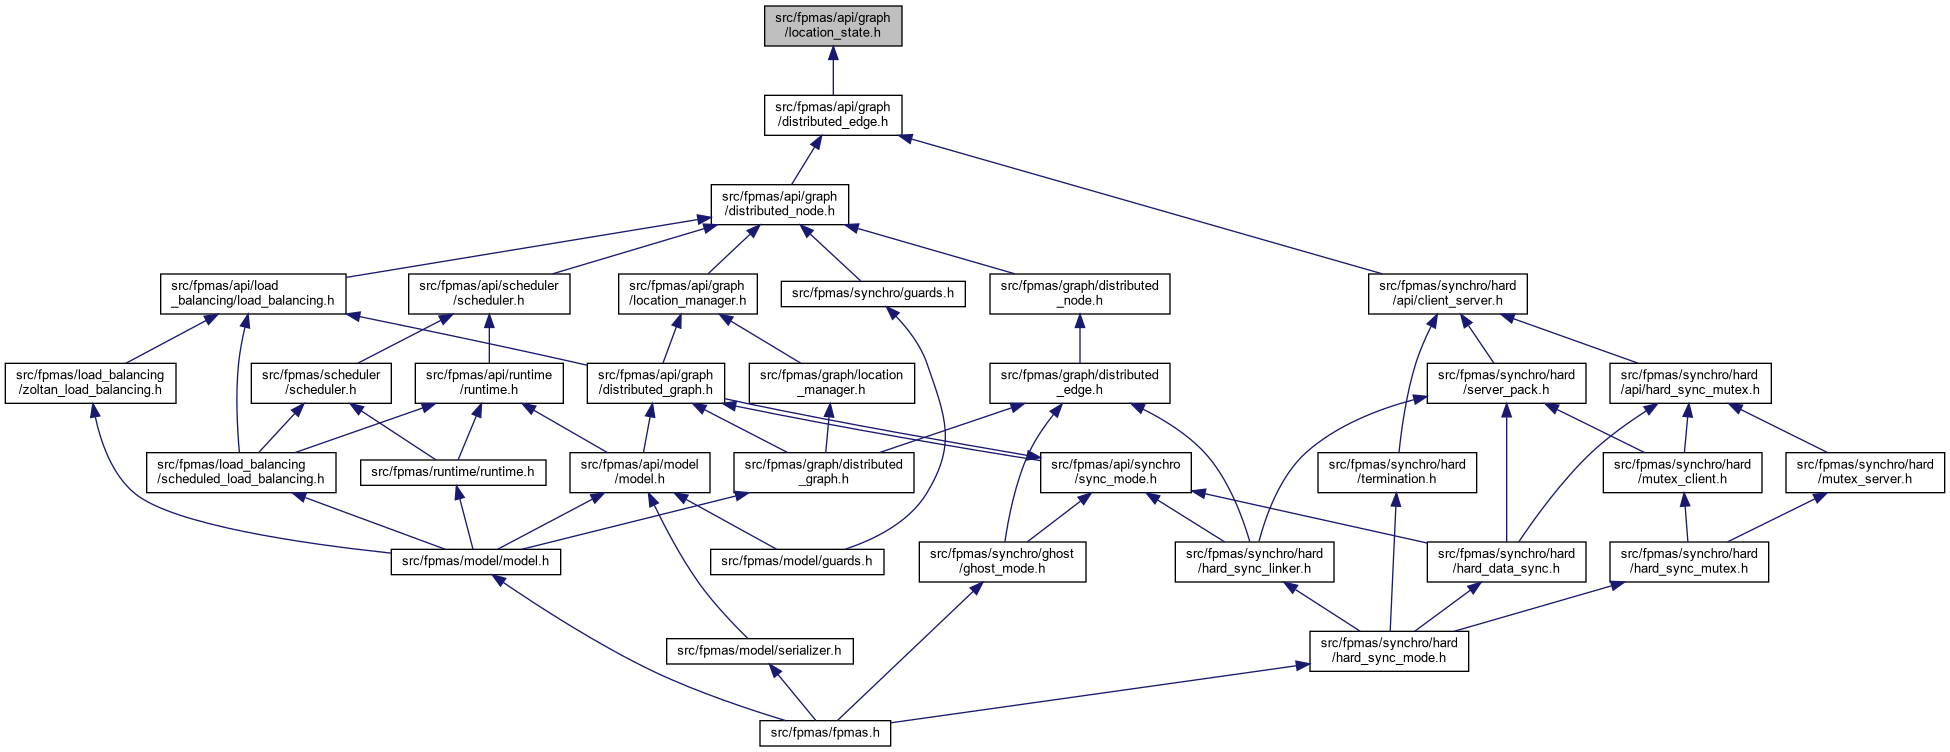 src/fpmas/api/graph
/location_state.h
src/fpmas/api/graph
/distributed_edge.h
src/fpmas/api/graph
/distributed_node.h
src/fpmas/api/load
_balancing/load_balancing.h
src/fpmas/api/scheduler
/scheduler.h
src/fpmas/api/graph
/location_manager.h
src/fpmas/synchro/guards.h
src/fpmas/graph/distributed
_node.h
src/fpmas/synchro/hard
/api/client_server.h
src/fpmas/load_balancing
/zoltan_load_balancing.h
src/fpmas/scheduler
/scheduler.h
src/fpmas/api/runtime
/runtime.h
src/fpmas/api/graph
/distributed_graph.h
src/fpmas/graph/location
_manager.h
src/fpmas/graph/distributed
_edge.h
src/fpmas/synchro/hard
/server_pack.h
src/fpmas/synchro/hard
/api/hard_sync_mutex.h
src/fpmas/load_balancing
/scheduled_load_balancing.h
src/fpmas/runtime/runtime.h
src/fpmas/api/model
/model.h
src/fpmas/graph/distributed
_graph.h
src/fpmas/api/synchro
/sync_mode.h
src/fpmas/synchro/hard
/termination.h
src/fpmas/synchro/hard
/mutex_client.h
src/fpmas/synchro/hard
/mutex_server.h
src/fpmas/model/model.h
src/fpmas/model/guards.h
src/fpmas/synchro/ghost
/ghost_mode.h
src/fpmas/synchro/hard
/hard_sync_linker.h
src/fpmas/synchro/hard
/hard_data_sync.h
src/fpmas/synchro/hard
/hard_sync_mutex.h
src/fpmas/model/serializer.h
src/fpmas/synchro/hard
/hard_sync_mode.h
src/fpmas/fpmas.h